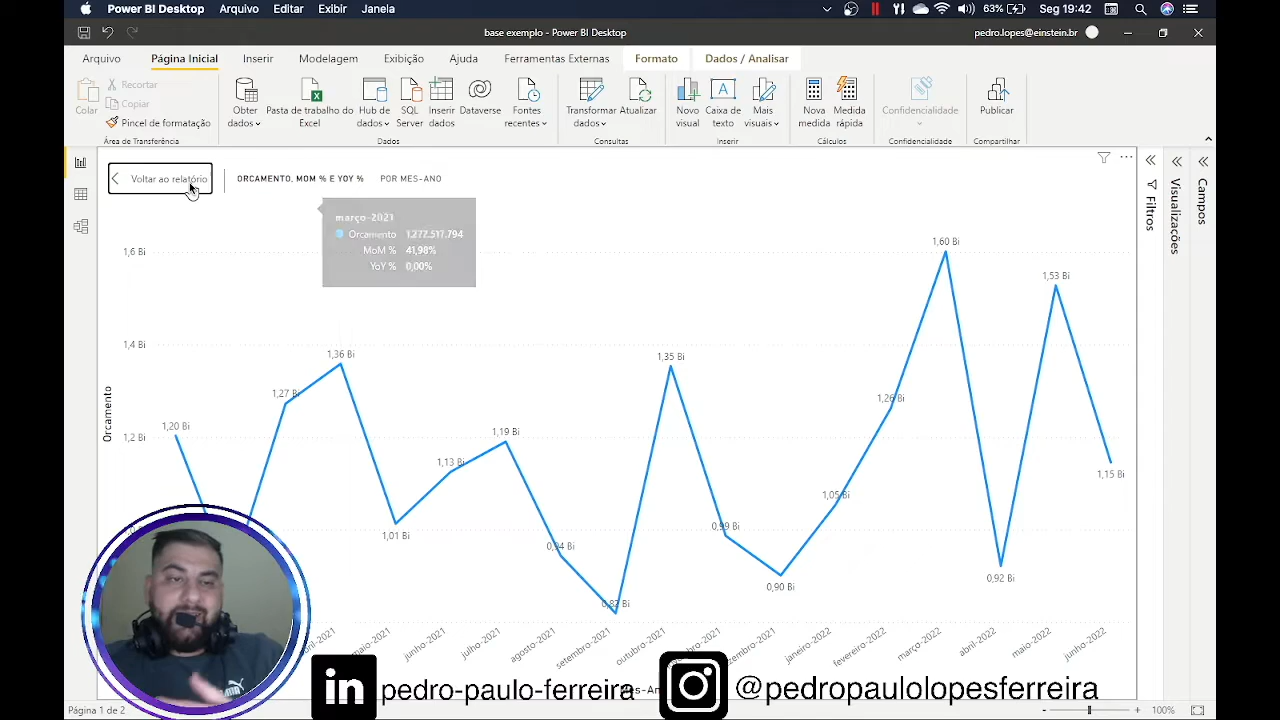 Power BI Desktop Arquivo Editar Exibir Janela 63% Seg 19:42
base exemplo - Power BI Desktop pedro.lopes@einstein.br
Arquivo Página Inicial Inserir Modelagem Exibição Ajuda Ferramentas Externas Formato Dados / Analisar
Colar
Recortar
Copiar
Pincel de formatação
Área de Transferência
Obter dados
Pasta de trabalho do Excel
Hub de dados
SQL Server
Inserir dados
Dataverse
Fontes recentes
Dados
Transformar dados
Atualizar
Consultas
Novo visual
Caixa de texto
Mais visuais
Inserir
Nova medida
Medida rápida
Cálculos
Confidencialidade
Confidencialidade
Publicar
Compartilhar
Voltar ao relatório
ORCAMENTO, MOM % E YOY % POR MES-ANO
março-2021
Orcamento 1.272.517.794
MoM % 41,98%
YoY % 0,00%
Filtros
Visualizações
Campos
Orcamento
1,6 Bi
1,4 Bi
1,2 Bi
1,20 Bi
1,27 Bi
1,36 Bi
1,01 Bi
1,13 Bi
1,19 Bi
0,94 Bi
0,82 Bi
1,35 Bi
0,99 Bi
0,90 Bi
1,05 Bi
1,26 Bi
1,60 Bi
0,92 Bi
1,53 Bi
1,15 Bi
maio-2021
junho-2021
julho-2021
agosto-2021
setembro-2021
outubro-2021
janeiro-2022
fevereiro-2022
março-2022
abril-2022
maio-2022
junho-2022
in pedro-paulo-ferreira
@pedropaulolopesferreira
Página 1 de 2
100%